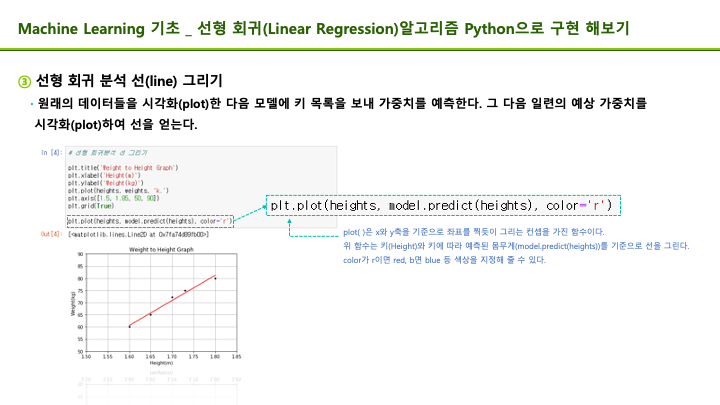 Machine Learning 기초 _ 선형 회귀(Linear Regression)알고리즘 Python으로 구현 해보기
③ 선형 회귀 분석 선(line) 그리기
- 원래의 데이터들을 시각화(plot)한 다음 모델에 키 목록을 보내 가중치를 예측한다. 그 다음 일련의 예상 가중치를
시각화(plot)하여 선을 얻는다.
In [4]: # 선형 회귀분석 선 그리기
plt.title('Weight to Height Graph')
plt.xlabel('Height(m)')
plt.ylabel('Weight(kg)')
plt.plot(heights, weights, 'k.')
plt.axis([1.5, 1.85, 50, 90])
plt.grid(True)
plt.plot(heights, model.predict(heights), color='r')
plt.plot(heights, model.predict(heights), color='r')
Out[4]: [<matplotlib.lines.Line2D at 0x7fa74d89fb00>]
plot( )은 x와 y축을 기준으로 좌표를 찍듯이 그리는 컨셉을 가진 함수이다.
위 함수는 키(Height)와 키에 따라 예측된 몸무게(model.predict(heights))를 기준으로 선을 그린다.
color가 r이면 red, b면 blue 등 색상을 지정해 줄 수 있다.
Weight to Height Graph
90
85
80
75
70
65
60
55
50
Weight(kg)
1.50 1.55 1.60 1.65 1.70 1.75 1.80 1.85
Height(m)